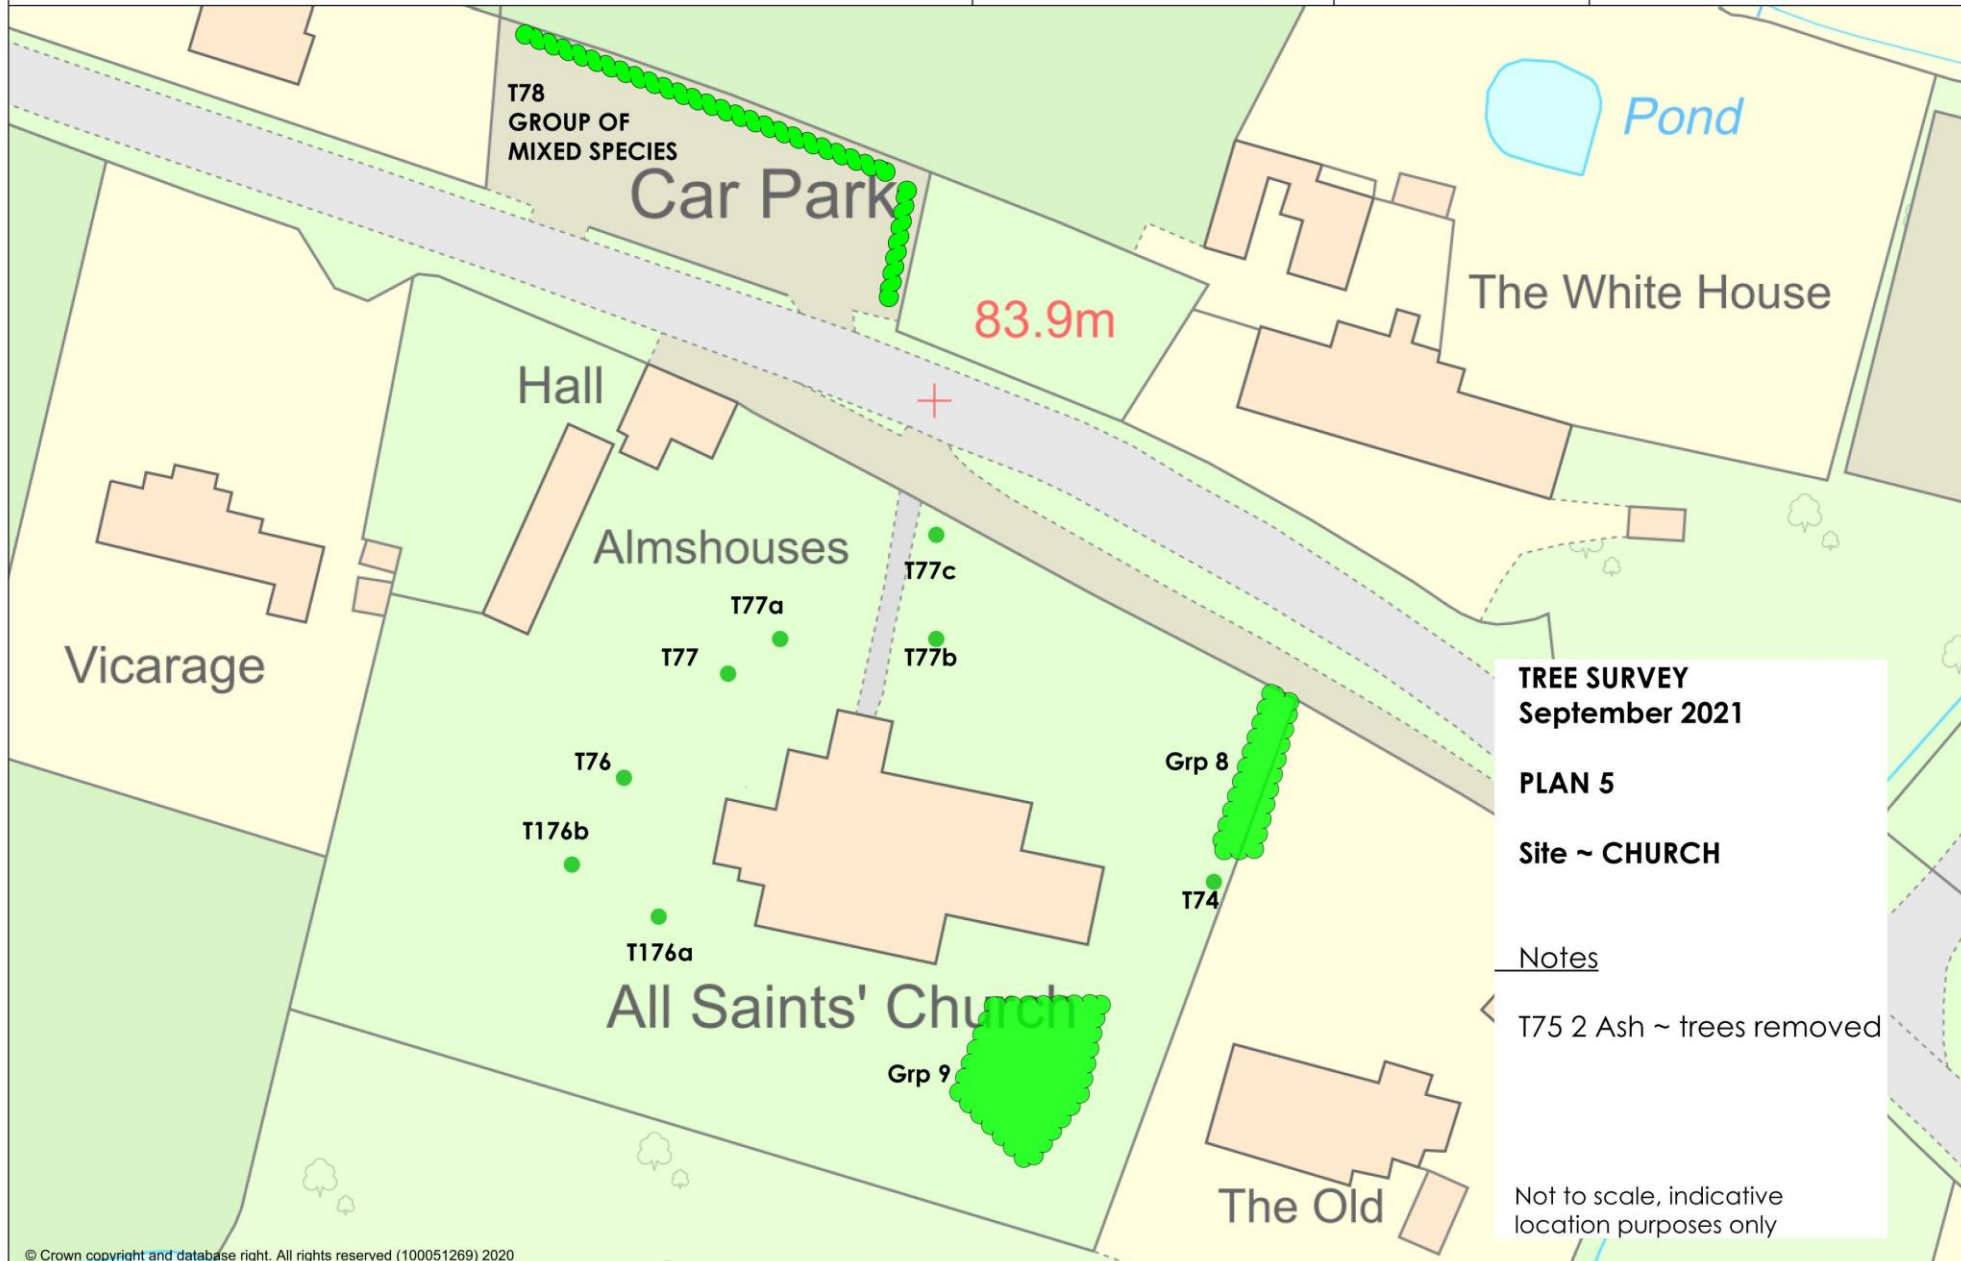 T78
GROUP OF
MIXED SPECIES
Car Park
Pond
The White House
83.9m
Hall
Almshouses
T77c
T77a
T77
T77b
Vicarage
T76
Grp 8
T176b
T74
T176a
All Saints' Church
Grp 9
The Old
TREE SURVEY
September 2021
PLAN 5
Site ~ CHURCH
Notes
T75 2 Ash ~ trees removed
Not to scale, indicative
location purposes only
© Crown copyright and database right. All rights reserved (100051269) 2020